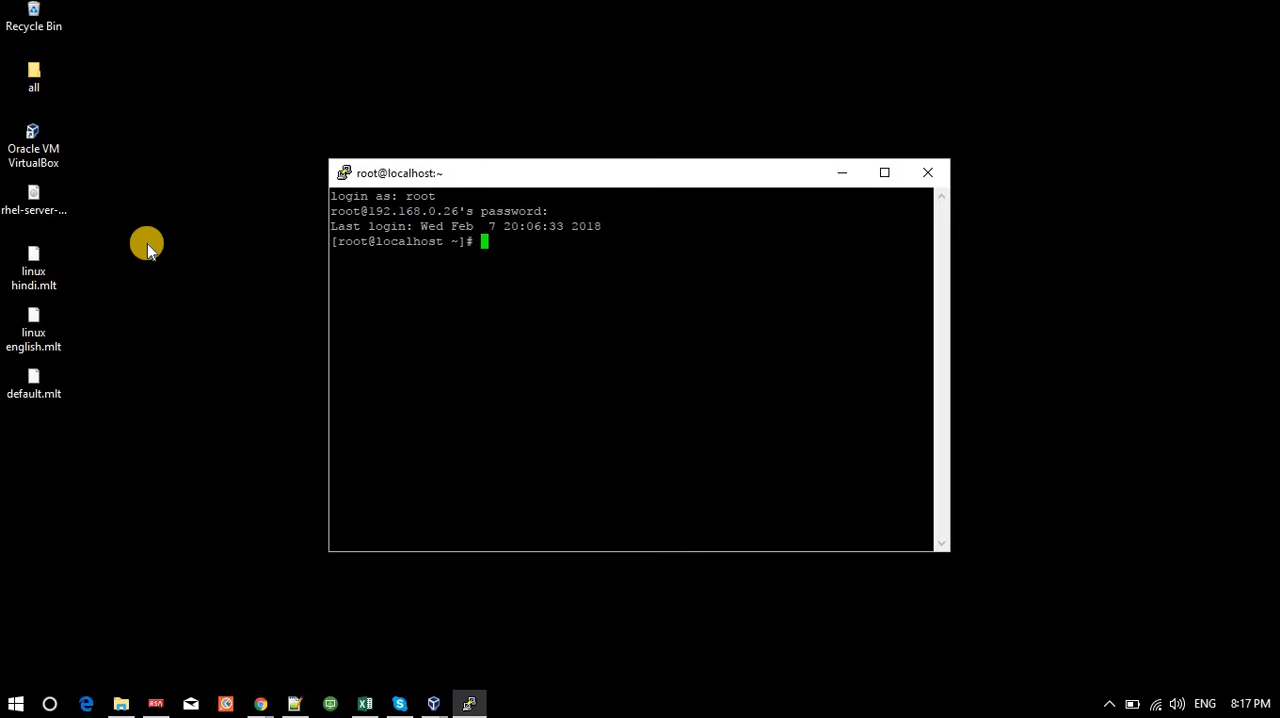 Recycle Bin
all
Oracle VM
VirtualBox
rhel-server-...
linux
hindi.mlt
linux
english.mlt
default.mlt
root@localhost:~
login as: root
root@192.168.0.26's password:
Last login: Wed Feb  7 20:06:33 2018
[root@localhost ~]#
RSA
ENG
8:17 PM